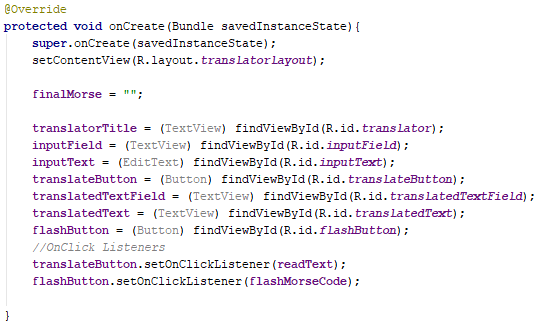 @Override
protected void onCreate(Bundle savedInstanceState){
super.onCreate(savedInstanceState);
setContentView(R.layout.translatorlayout);
finalMorse = "";
translatorTitle = (TextView) findViewById(R.id.translator);
inputField = (TextView) findViewById(R.id.inputField);
inputText = (EditText) findViewById(R.id.inputText);
translateButton = (Button) findViewById(R.id.translateButton);
translatedTextField = (TextView) findViewById(R.id.translatedTextField);
translatedText = (TextView) findViewById(R.id.translatedText);
flashButton = (Button) findViewById(R.id.flashButton);
//OnClick Listeners
translateButton.setOnClickListener(readText);
flashButton.setOnClickListener(flashMorseCode);
}